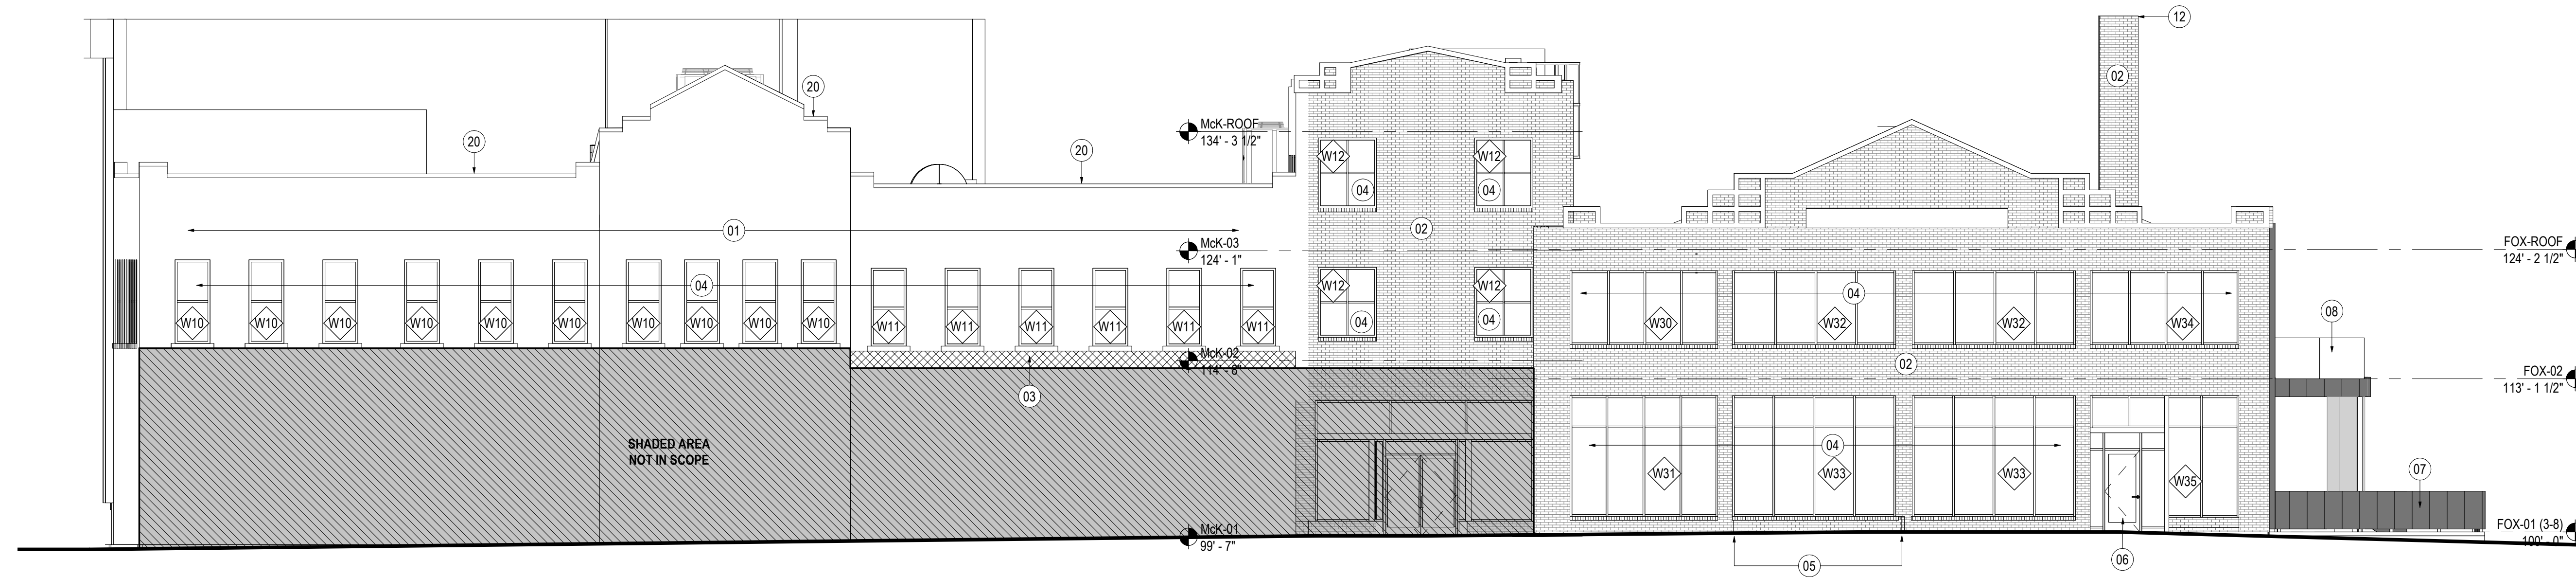 12
02
20
20
20
McK-ROOF
134' - 3 1/2"
W12
W12
04
04
01
02
McK-03
124' - 1"
FOX-ROOF
124' - 2 1/2"
04
W12
W12
04
04
04
W10
W10
W10
W10
W10
W10
W10
W10
W10
W10
W11
W11
W11
W11
W11
W11
W30
W32
W32
W34
08
McK-02
114' - 8"
02
FOX-02
113' - 1 1/2"
03
SHADED AREA
NOT IN SCOPE
04
W31
W33
W33
W35
07
McK-01
99' - 7"
FOX-01 (3-8)
100' - 0"
05
06